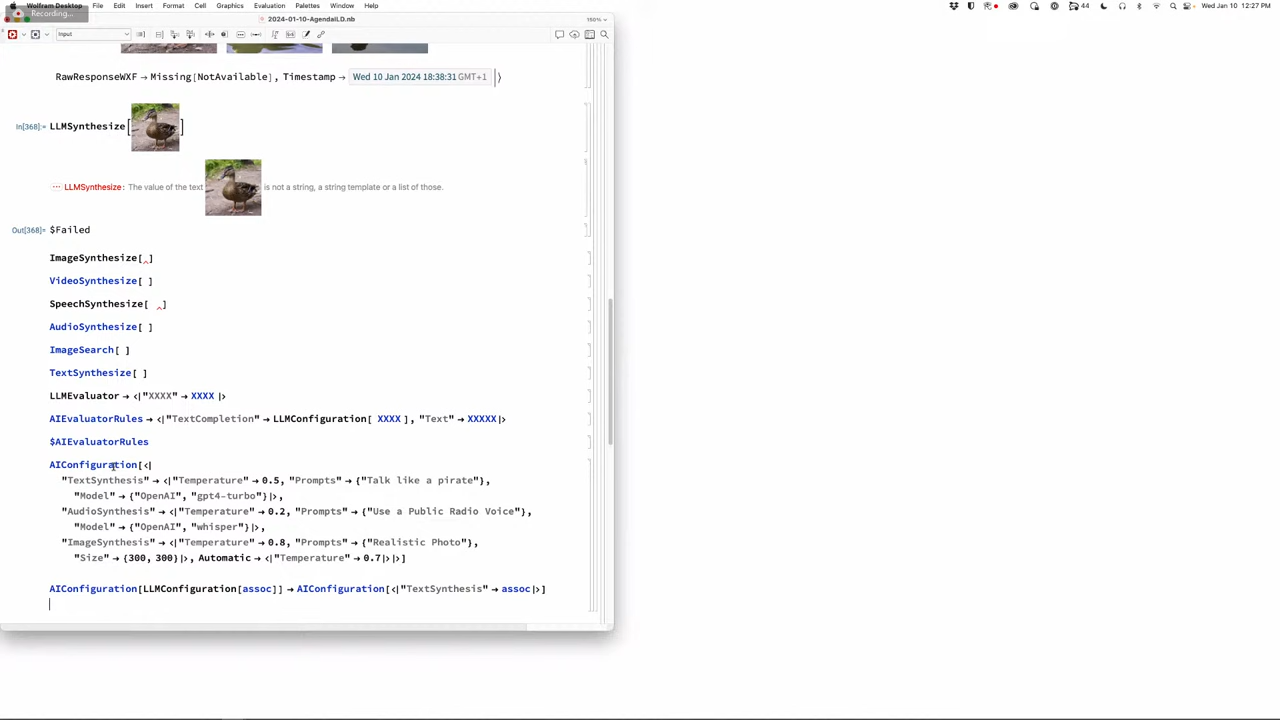 Wolfram Desktop File Edit Insert Format Cell Graphics Evaluation Palettes Window Help
44 Wed Jan 10 12:27 PM
Recording...
2024-01-10-AgendaILD.nb
150%
Input
RawResponseWXF → Missing[NotAvailable], Timestamp → Wed 10 Jan 2024 18:38:31 GMT+1 |⟩
In[368]:= LLMSynthesize[ ]
··· LLMSynthesize: The value of the text is not a string, a string template or a list of those.
Out[368]= $Failed
ImageSynthesize[ ]
VideoSynthesize[ ]
SpeechSynthesize[ ]
AudioSynthesize[ ]
ImageSearch[ ]
TextSynthesize[ ]
LLMEvaluator → <|"XXXX" → XXXX |>
AIEvaluatorRules → <|"TextCompletion" → LLMConfiguration[ XXXX ], "Text" → XXXXX|>
$AIEvaluatorRules
AIConfiguration[<|
"TextSynthesis" → <|"Temperature" → 0.5, "Prompts" → {"Talk like a pirate"},
"Model" → {"OpenAI", "gpt4-turbo"}|>,
"AudioSynthesis" → <|"Temperature" → 0.2, "Prompts" → {"Use a Public Radio Voice"},
"Model" → {"OpenAI", "whisper"}|>,
"ImageSynthesis" → <|"Temperature" → 0.8, "Prompts" → {"Realistic Photo"},
"Size" → {300, 300}|>, Automatic → <|"Temperature" → 0.7|>|>]
AIConfiguration[LLMConfiguration[assoc]] → AIConfiguration[<|"TextSynthesis" → assoc|>]